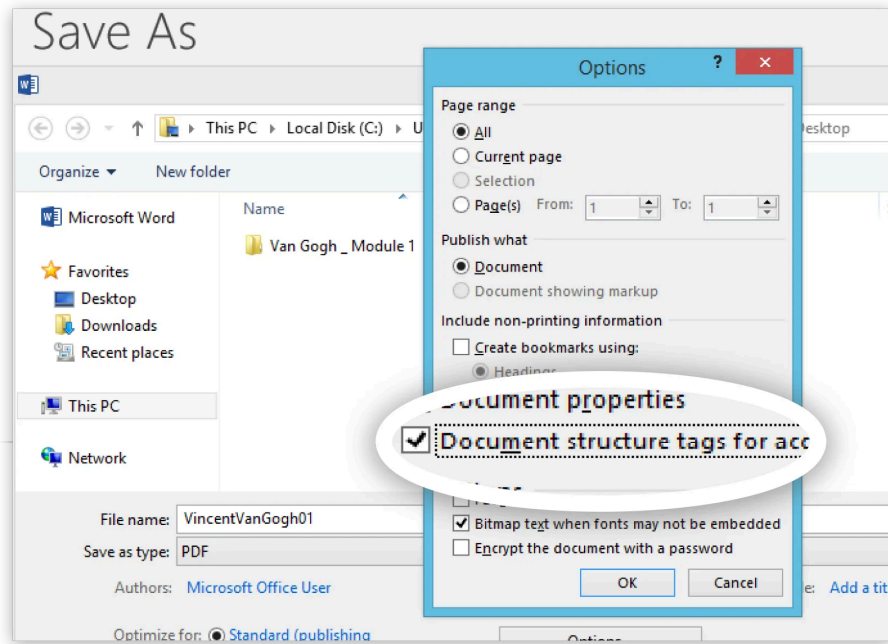 Save As
Options
?
This PC
Local Disk (C:)
U
esktop
Organize
New folder
Microsoft Word
Favorites
Desktop
Downloads
Recent places
This PC
Network
Name
Van Gogh _ Module 1
Page range
All
Current page
Selection
Page(s) From: 1 To: 1
Publish what
Document
Document showing markup
Include non-printing information
Create bookmarks using:
Headings
Document properties
Document structure tags for acc
Bitmap text when fonts may not be embedded
Encrypt the document with a password
OK
Cancel
File name: VincentVanGogh01
Save as type: PDF
Authors: Microsoft Office User
e: Add a tit
Optimize for: Standard (publishing
Options